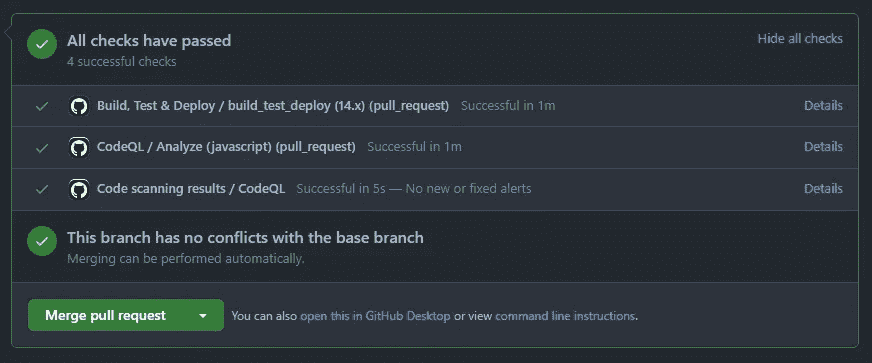 All checks have passed
Hide all checks
4 successful checks
Build, Test & Deploy / build_test_deploy (14.x) (pull_request) Successful in 1m Details
CodeQL / Analyze (javascript) (pull_request) Successful in 1m Details
Code scanning results / CodeQL Successful in 5s — No new or fixed alerts Details
This branch has no conflicts with the base branch
Merging can be performed automatically.
Merge pull request You can also open this in GitHub Desktop or view command line instructions.